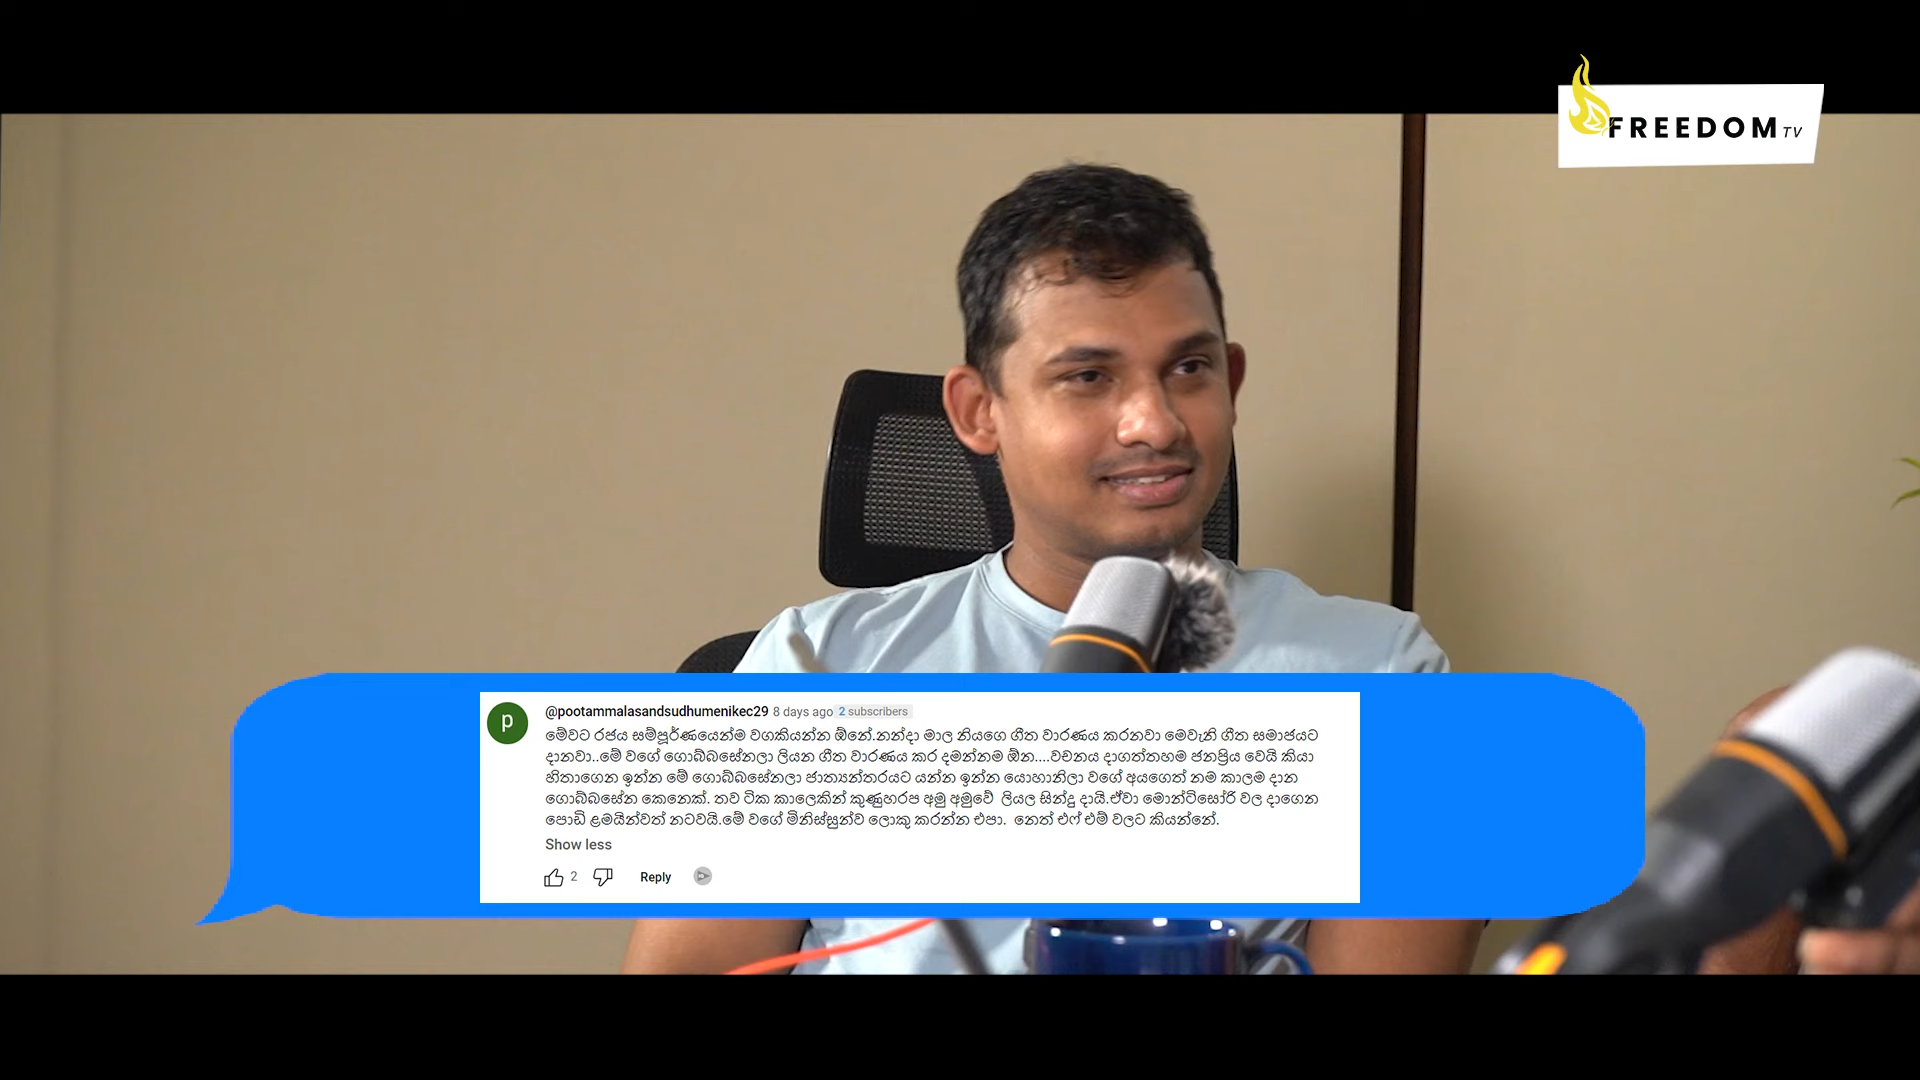 FREEDOM TV
p
@pootammalasandsudhumenikec29 8 days ago 2 subscribers
මේවට රජය සම්පූර්ණයෙන්ම වගකියන්න ඕනේ.නන්දා මාල නියගෙ ගීත වාරණය කරනවා මෙවැනි ගීත සමාජයට
දානවා..මේ වගේ ගොබ්බසේනලා ලියන ගීත වාරණය කර දමන්නම ඕන....වචනය දාගත්තහම ජනප්‍රිය වෙයි කියා
හිතාගෙන ඉන්න මේ ගොබ්බසේනලා ජාත්‍යන්තරයට යන්න ඉන්න යොහානිලා වගේ අයගෙත් නම කාලම දාන
ගොබ්බසේන කෙනෙක්. තව ටික කාලෙකින් කුණුහරප අමු අමුවේ ලියල සින්දු දායි.ඒවා මොන්ටිසෝරි වල දාගෙන
පොඩි ළමයින්වත් නටවයි.මේ වගේ මිනිස්සුන්ව ලොකු කරන්න එපා. නෙත් එෆ් එම් වලට කියන්නේ.
Show less
2 Reply